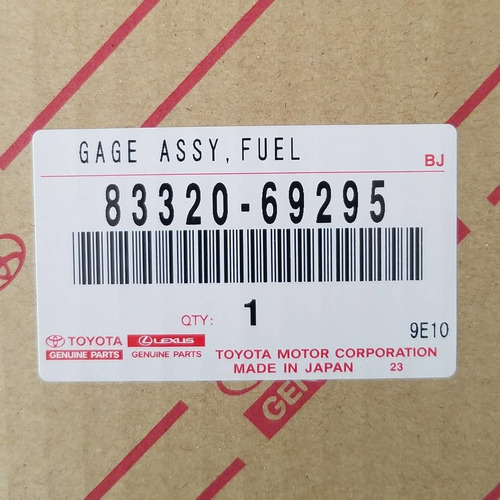 GAGE ASSY,FUEL
BJ
83320-69295
QTY: 1
9E10
TOYOTA LEXUS
GENUINE PARTS GENUINE PARTS
TOYOTA MOTOR CORPORATION
MADE IN JAPAN 23
GEN